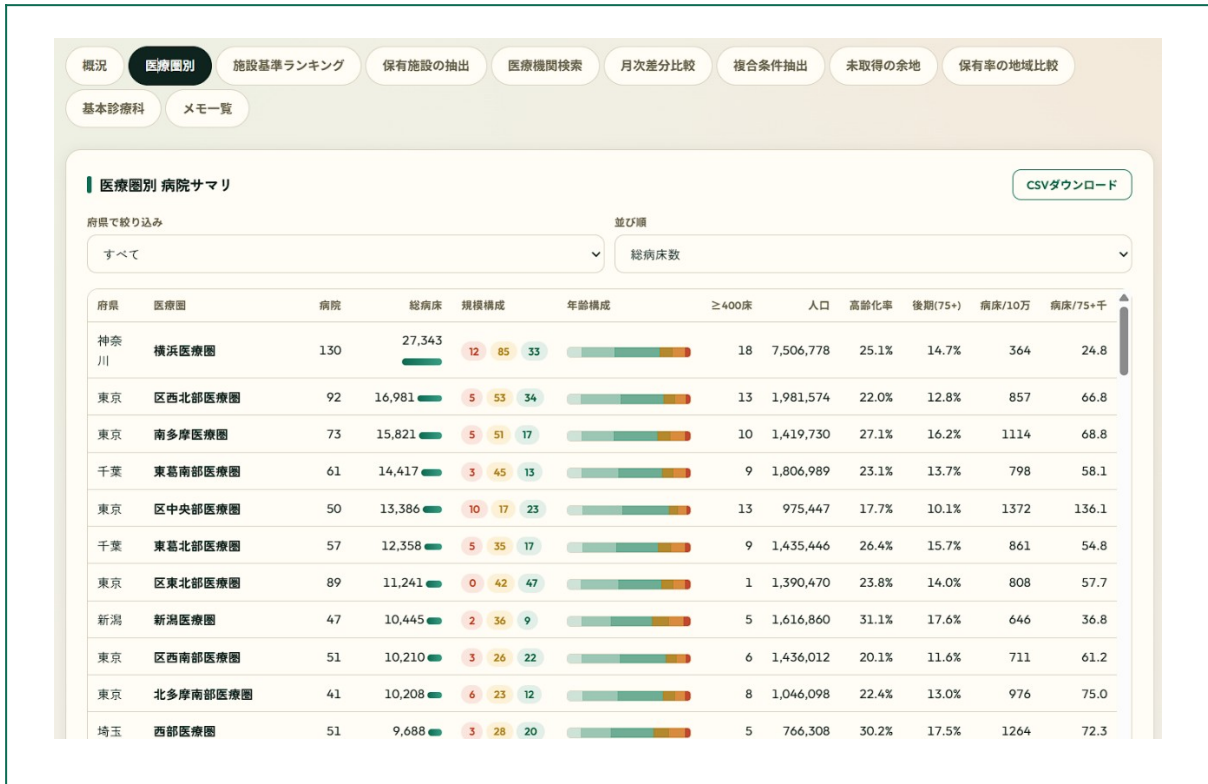 概況 医療圏別 施設基準ランキング 保有施設の抽出 医療機関検索 月次差分比較 複合条件抽出 未取得の余地 保有率の地域比較
基本診療科 メモ一覧
医療圏別 病院サマリ CSVダウンロード
府県で絞り込み 並び順
すべて 総病床数
府県 医療圏 病院 総病床 規模構成 年齢構成 ≥400床 人口 高齢化率 後期(75+) 病床/10万 病床/75+千
神奈川 横浜医療圏 130 27,343 12 85 33 18 7,506,778 25.1% 14.7% 364 24.8
東京 区西北部医療圏 92 16,981 5 53 34 13 1,981,574 22.0% 12.8% 857 66.8
東京 南多摩医療圏 73 15,821 5 51 17 10 1,419,730 27.1% 16.2% 1114 68.8
千葉 東葛南部医療圏 61 14,417 3 45 13 9 1,806,989 23.1% 13.7% 798 58.1
東京 区中央部医療圏 50 13,386 10 17 23 13 975,447 17.7% 10.1% 1372 136.1
千葉 東葛北部医療圏 57 12,358 5 35 17 9 1,435,446 26.4% 15.7% 861 54.8
東京 区東北部医療圏 89 11,241 0 42 47 1 1,390,470 23.8% 14.0% 808 57.7
新潟 新潟医療圏 47 10,445 2 36 9 5 1,616,860 31.1% 17.6% 646 36.8
東京 区西南部医療圏 51 10,210 3 26 22 6 1,436,012 20.1% 11.6% 711 61.2
東京 北多摩南部医療圏 41 10,208 6 23 12 8 1,046,098 22.4% 13.0% 976 75.0
埼玉 西部医療圏 51 9,688 3 28 20 5 766,308 30.2% 17.5% 1264 72.3